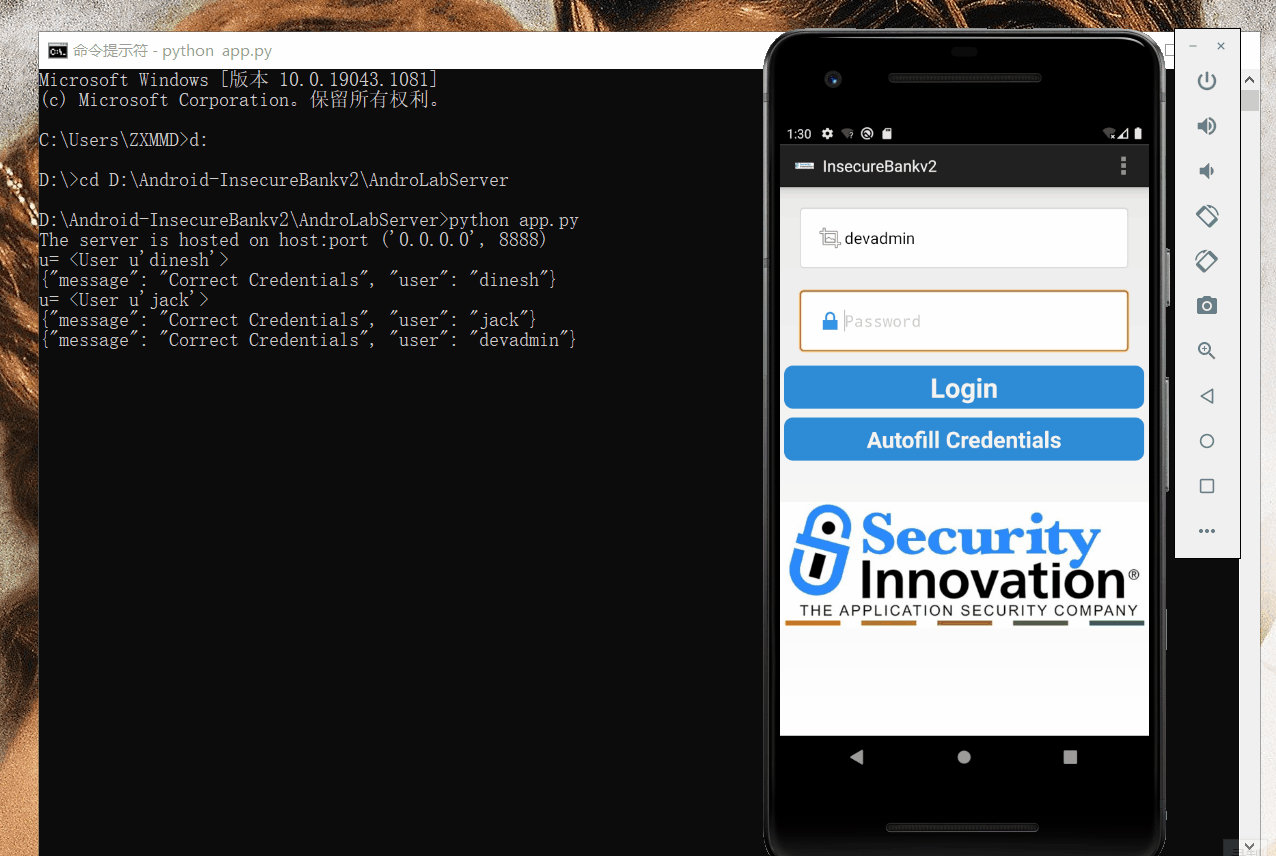 命令提示符 - python app.py
Microsoft Windows [版本 10.0.19043.1081]
(c) Microsoft Corporation。保留所有权利。
C:\Users\ZXMMD>d:
D:\>cd D:\Android-InsecureBankv2\AndroLabServer
D:\Android-InsecureBankv2\AndroLabServer>python app.py
The server is hosted on host:port ('0.0.0.0', 8888)
u= <User u'dinesh'>
{"message": "Correct Credentials", "user": "dinesh"}
u= <User u'jack'>
{"message": "Correct Credentials", "user": "jack"}
{"message": "Correct Credentials", "user": "devadmin"}
1:30
InsecureBankv2
devadmin
Password
Login
Autofill Credentials
Security
Innovation®
THE APPLICATION SECURITY COMPANY